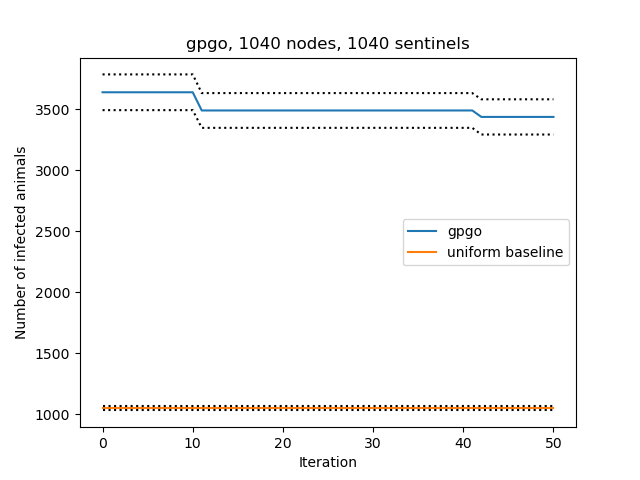 gpgo, 1040 nodes, 1040 sentinels
Number of infected animals
3500
3000
2500
2000
1500
1000
gpgo
uniform baseline
0 10 20 30 40 50
Iteration